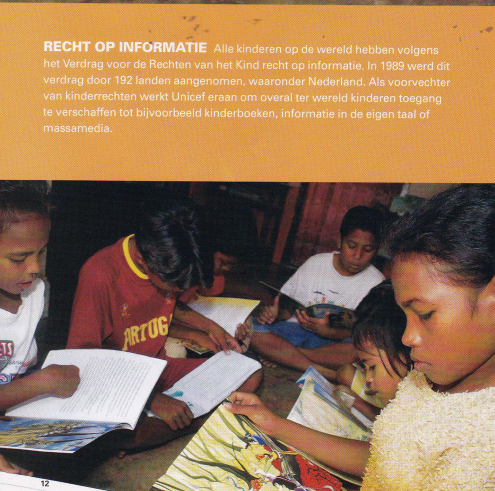 RECHT OP INFORMATIE Alle kinderen op de wereld hebben volgens
het Verdrag voor de Rechten van het Kind recht op informatie. In 1989 werd dit
verdrag door 192 landen aangenomen, waaronder Nederland. Als voorvechter
van kinderrechten werkt Unicef eraan om overal ter wereld kinderen toegang
te verschaffen tot bijvoorbeeld kinderboeken, informatie in de eigen taal of
massamedia.
PORTUG
12